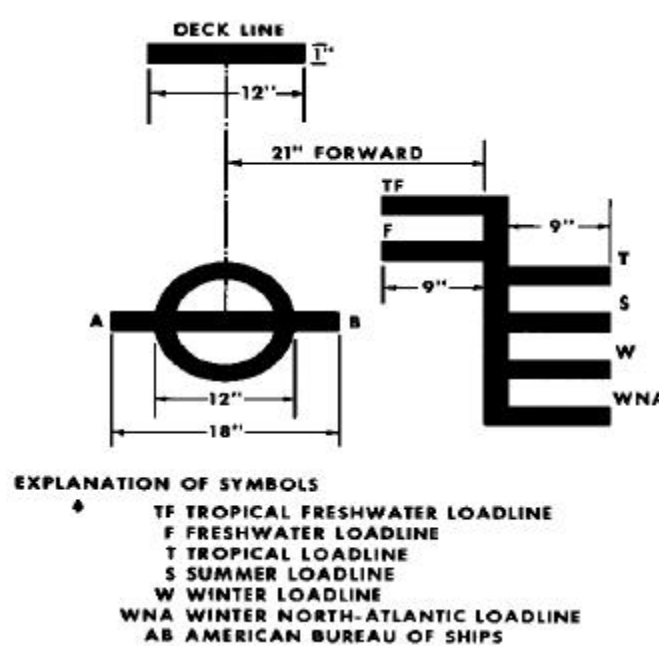 DECK LINE
1"
12"
21" FORWARD
TF
9"
F
T
9"
S
A
B
W
12"
WNA
18"
EXPLANATION OF SYMBOLS
TF TROPICAL FRESHWATER LOADLINE
F FRESHWATER LOADLINE
T TROPICAL LOADLINE
S SUMMER LOADLINE
W WINTER LOADLINE
WNA WINTER NORTH-ATLANTIC LOADLINE
AB AMERICAN BUREAU OF SHIPS